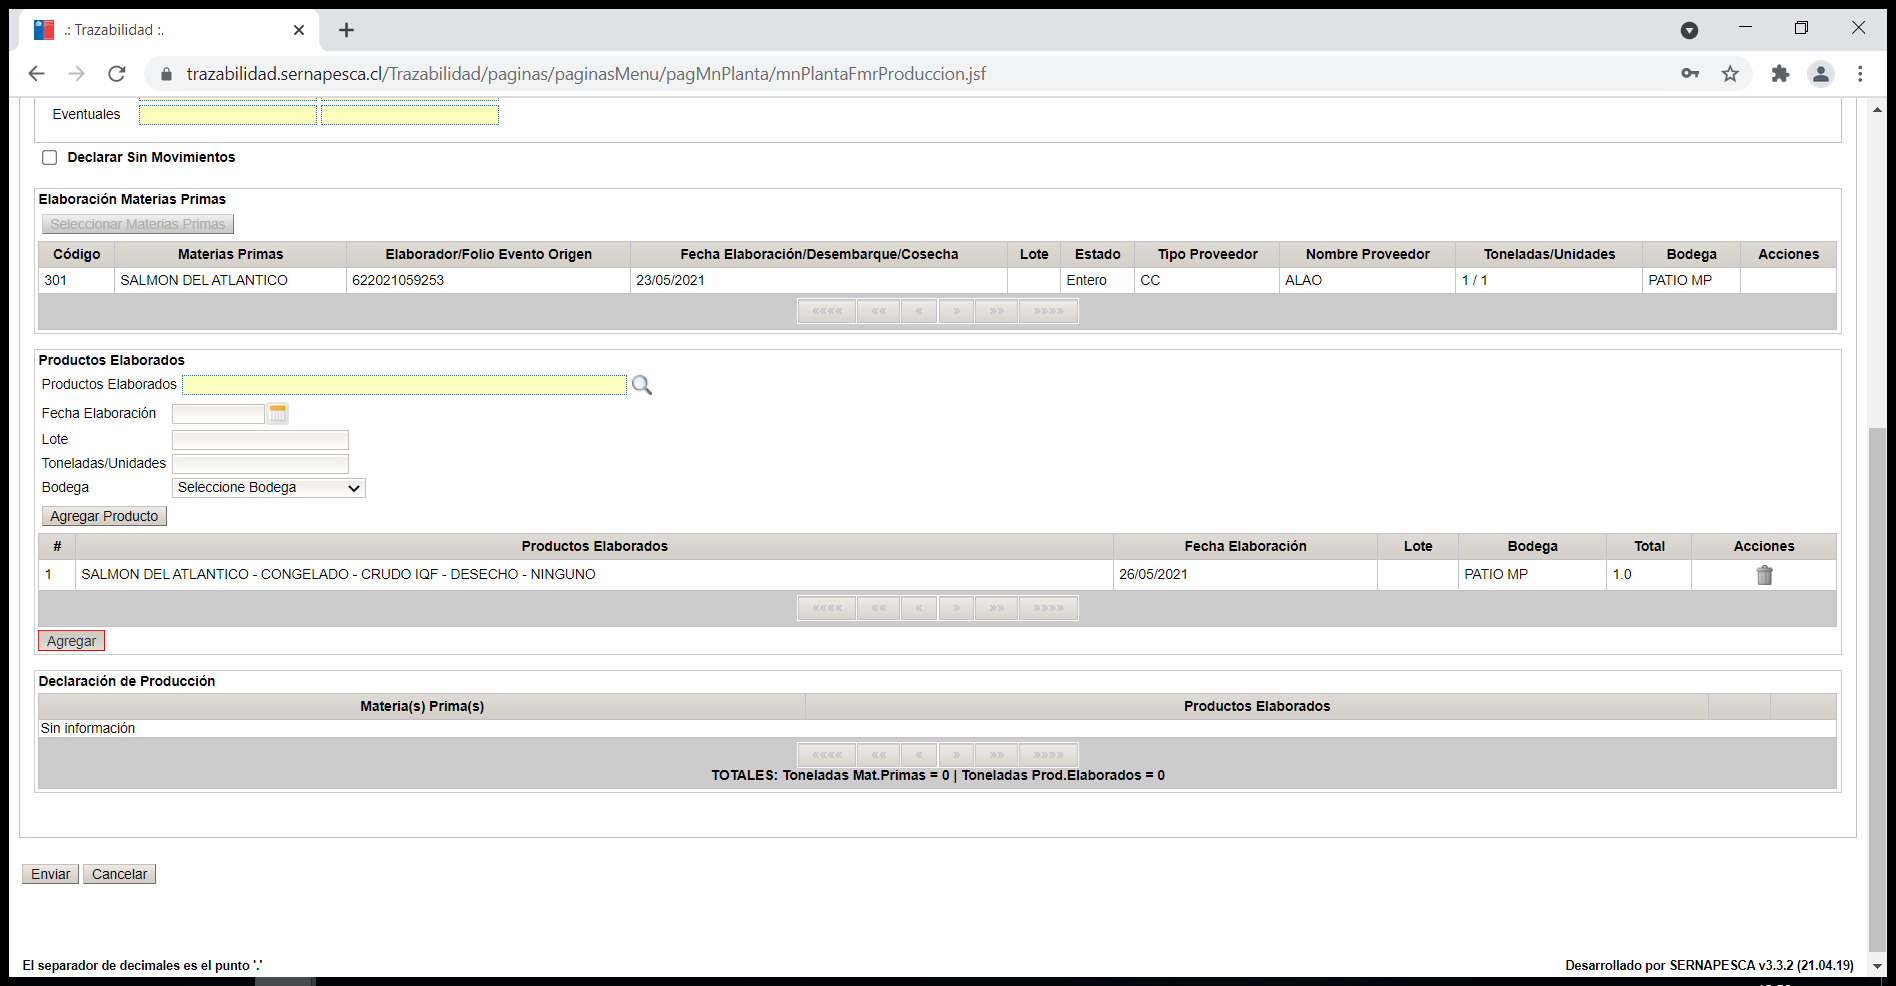 .: Trazabilidad :.
trazabilidad.sernapesca.cl/Trazabilidad/paginas/paginasMenu/pagMnPlanta/mnPlantaFmrProduccion.jsf
Eventuales
Declarar Sin Movimientos
Elaboración Materias Primas
Seleccionar Materias Primas
Código Materias Primas Elaborador/Folio Evento Origen Fecha Elaboración/Desembarque/Cosecha Lote Estado Tipo Proveedor Nombre Proveedor Toneladas/Unidades Bodega Acciones
301 SALMON DEL ATLANTICO 622021059253 23/05/2021 Entero CC ALAO 1 / 1 PATIO MP
«««« «« « » »» »»»»
Productos Elaborados
Productos Elaborados
Fecha Elaboración
Lote
Toneladas/Unidades
Bodega Seleccione Bodega
Agregar Producto
# Productos Elaborados Fecha Elaboración Lote Bodega Total Acciones
1 SALMON DEL ATLANTICO - CONGELADO - CRUDO IQF - DESECHO - NINGUNO 26/05/2021 PATIO MP 1.0
«««« «« « » »» »»»»
Agregar
Declaración de Producción
Materia(s) Prima(s) Productos Elaborados
Sin información
«««« «« « » »» »»»»
TOTALES: Toneladas Mat.Primas = 0 | Toneladas Prod.Elaborados = 0
Enviar Cancelar
El separador de decimales es el punto '.' Desarrollado por SERNAPESCA v3.3.2 (21.04.19)